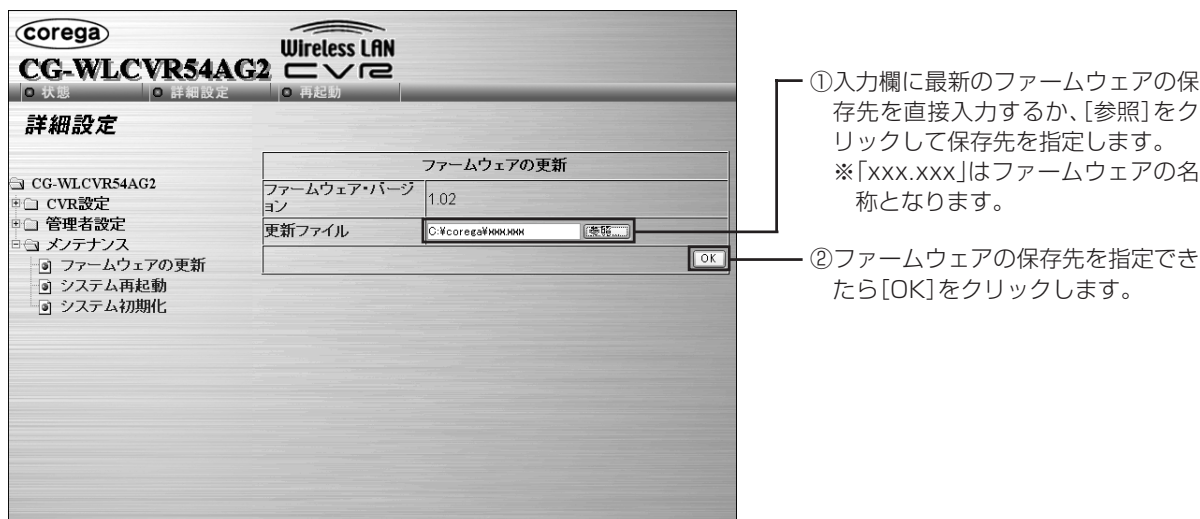 corega
Wireless LAN
CVR
CG-WLCVR54AG2
状態
詳細設定
再起動
詳細設定
CG-WLCVR54AG2
CVR設定
管理者設定
メンテナンス
ファームウェアの更新
システム再起動
システム初期化
ファームウェアの更新
ファームウェア・バージ
ョン
1.02
更新ファイル
C:¥corega¥xxx.xxx
参照...
OK
①入力欄に最新のファームウェアの保
存先を直接入力するか、[参照]をク
リックして保存先を指定します。
※「xxx.xxx」はファームウェアの名
称となります。
②ファームウェアの保存先を指定でき
たら[OK]をクリックします。